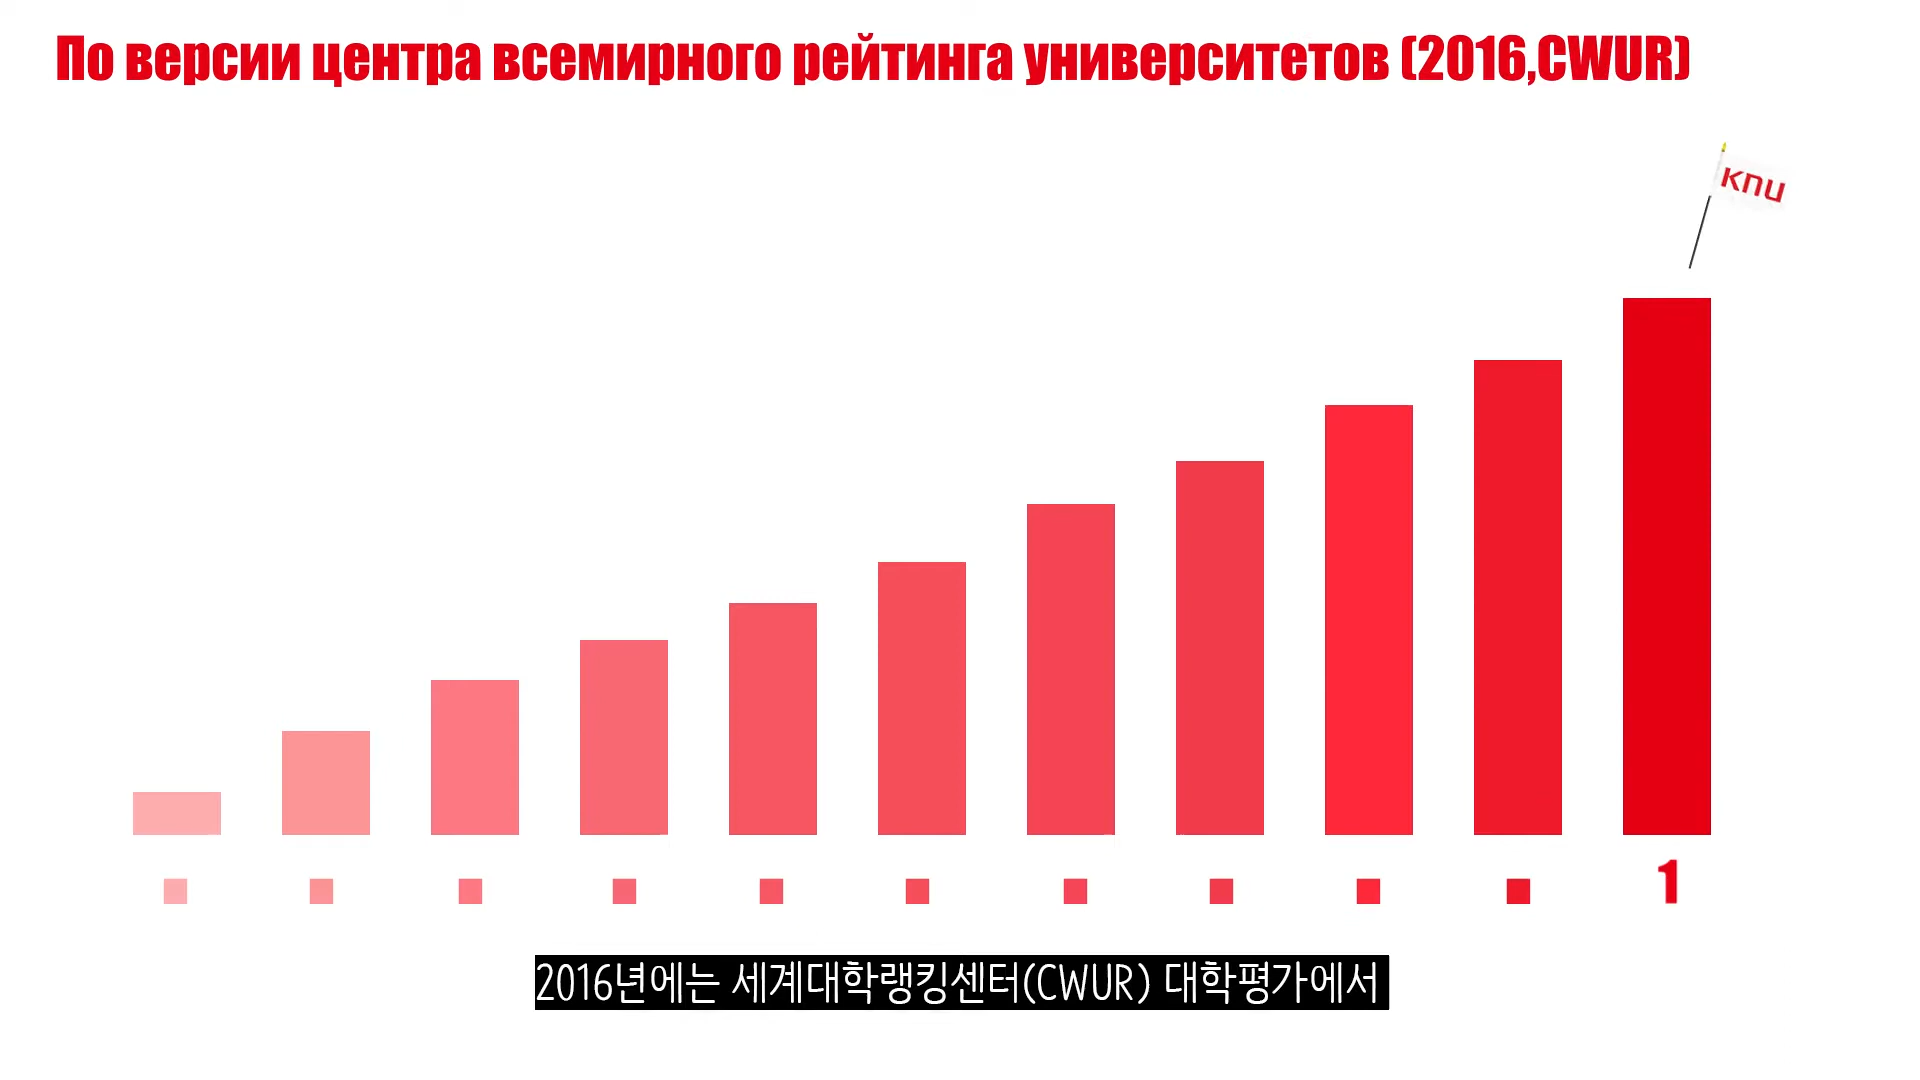 По версии центра всемирного рейтинга университетов (2016,CWUR)
KNU
1
2016년에는 세계대학랭킹센터(CWUR) 대학평가에서